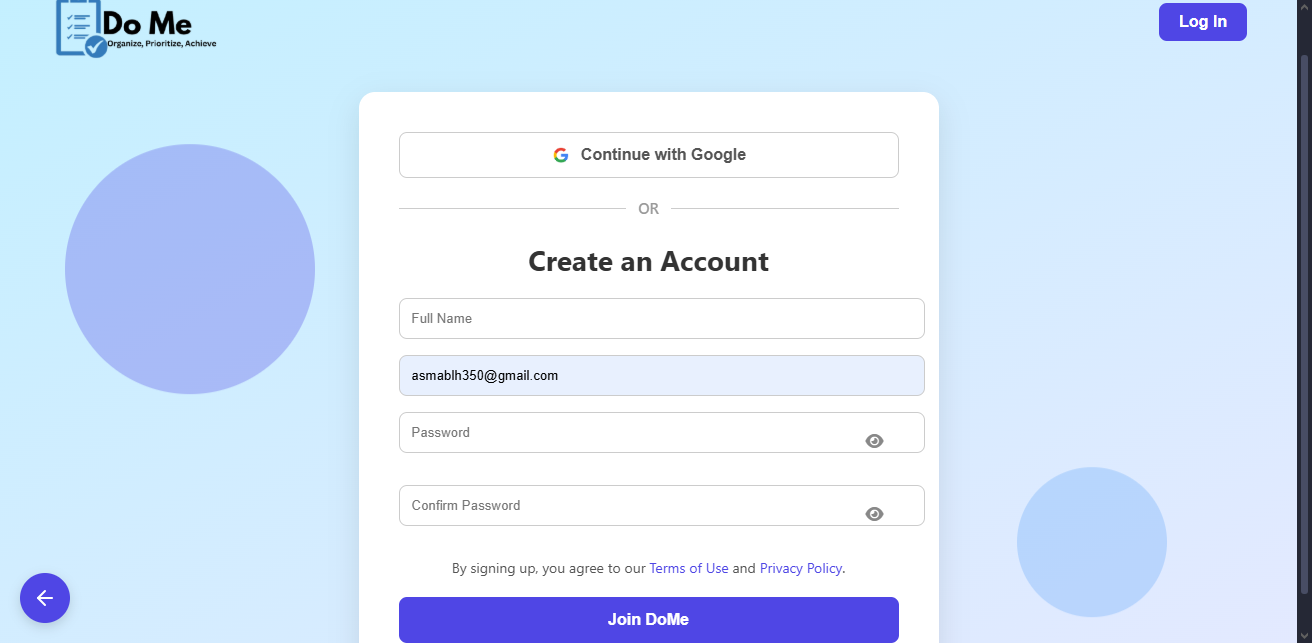 Do Me
Organize, Prioritize, Achieve
Log In
Continue with Google
OR
Create an Account
Full Name
asmablh350@gmail.com
Password
Confirm Password
By signing up, you agree to our Terms of Use and Privacy Policy.
Join DoMe